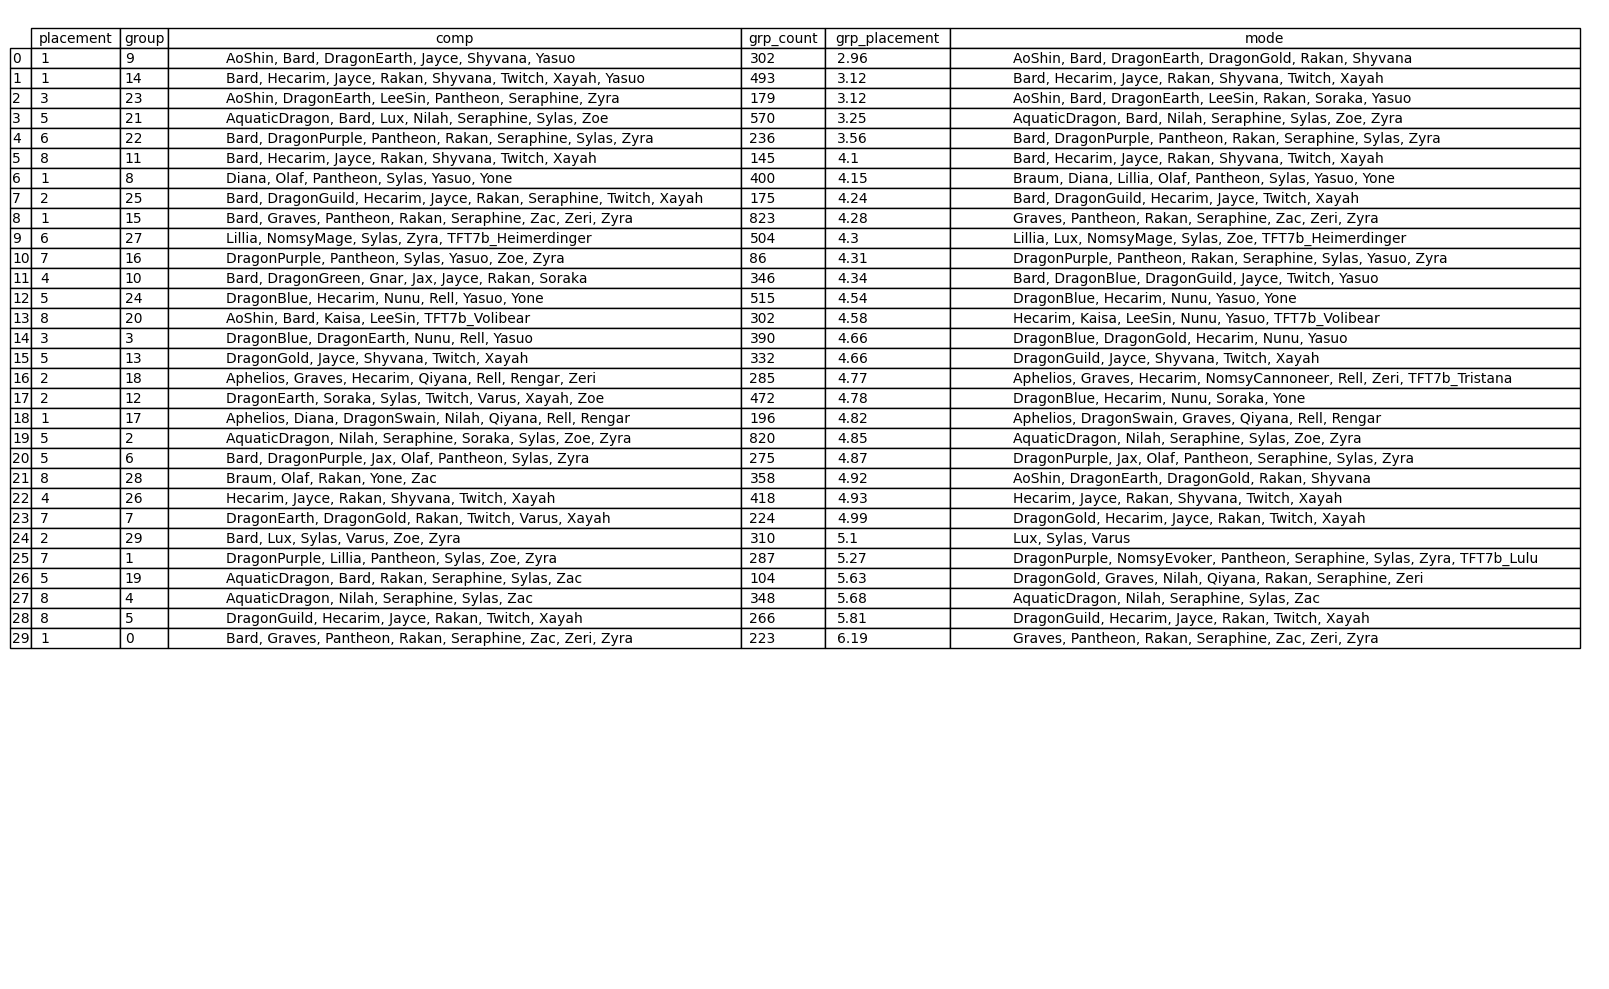 placement group comp grp_count grp_placement mode
0 1 9 AoShin, Bard, DragonEarth, Jayce, Shyvana, Yasuo 302 2.96 AoShin, Bard, DragonEarth, DragonGold, Rakan, Shyvana
1 1 14 Bard, Hecarim, Jayce, Rakan, Shyvana, Twitch, Xayah, Yasuo 493 3.12 Bard, Hecarim, Jayce, Rakan, Shyvana, Twitch, Xayah
2 3 23 AoShin, DragonEarth, LeeSin, Pantheon, Seraphine, Zyra 179 3.12 AoShin, Bard, DragonEarth, LeeSin, Rakan, Soraka, Yasuo
3 5 21 AquaticDragon, Bard, Lux, Nilah, Seraphine, Sylas, Zoe 570 3.25 AquaticDragon, Bard, Nilah, Seraphine, Sylas, Zoe, Zyra
4 6 22 Bard, DragonPurple, Pantheon, Rakan, Seraphine, Sylas, Zyra 236 3.56 Bard, DragonPurple, Pantheon, Rakan, Seraphine, Sylas, Zyra
5 8 11 Bard, Hecarim, Jayce, Rakan, Shyvana, Twitch, Xayah 145 4.1 Bard, Hecarim, Jayce, Rakan, Shyvana, Twitch, Xayah
6 1 8 Diana, Olaf, Pantheon, Sylas, Yasuo, Yone 400 4.15 Braum, Diana, Lillia, Olaf, Pantheon, Sylas, Yasuo, Yone
7 2 25 Bard, DragonGuild, Hecarim, Jayce, Rakan, Seraphine, Twitch, Xayah 175 4.24 Bard, DragonGuild, Hecarim, Jayce, Twitch, Xayah
8 1 15 Bard, Graves, Pantheon, Rakan, Seraphine, Zac, Zeri, Zyra 823 4.28 Graves, Pantheon, Rakan, Seraphine, Zac, Zeri, Zyra
9 6 27 Lillia, NomsyMage, Sylas, Zyra, TFT7b_Heimerdinger 504 4.3 Lillia, Lux, NomsyMage, Sylas, Zoe, TFT7b_Heimerdinger
10 7 16 DragonPurple, Pantheon, Sylas, Yasuo, Zoe, Zyra 86 4.31 DragonPurple, Pantheon, Rakan, Seraphine, Sylas, Yasuo, Zyra
11 4 10 Bard, DragonGreen, Gnar, Jax, Jayce, Rakan, Soraka 346 4.34 Bard, DragonBlue, DragonGuild, Jayce, Twitch, Yasuo
12 5 24 DragonBlue, Hecarim, Nunu, Rell, Yasuo, Yone 515 4.54 DragonBlue, Hecarim, Nunu, Yasuo, Yone
13 8 20 AoShin, Bard, Kaisa, LeeSin, TFT7b_Volibear 302 4.58 Hecarim, Kaisa, LeeSin, Nunu, Yasuo, TFT7b_Volibear
14 3 3 DragonBlue, DragonEarth, Nunu, Rell, Yasuo 390 4.66 DragonBlue, DragonGold, Hecarim, Nunu, Yasuo
15 5 13 DragonGold, Jayce, Shyvana, Twitch, Xayah 332 4.66 DragonGuild, Jayce, Shyvana, Twitch, Xayah
16 2 18 Aphelios, Graves, Hecarim, Qiyana, Rell, Rengar, Zeri 285 4.77 Aphelios, Graves, Hecarim, NomsyCannoneer, Rell, Zeri, TFT7b_Tristana
17 2 12 DragonEarth, Soraka, Sylas, Twitch, Varus, Xayah, Zoe 472 4.78 DragonBlue, Hecarim, Nunu, Soraka, Yone
18 1 17 Aphelios, Diana, DragonSwain, Nilah, Qiyana, Rell, Rengar 196 4.82 Aphelios, DragonSwain, Graves, Qiyana, Rell, Rengar
19 5 2 AquaticDragon, Nilah, Seraphine, Soraka, Sylas, Zoe, Zyra 820 4.85 AquaticDragon, Nilah, Seraphine, Sylas, Zoe, Zyra
20 5 6 Bard, DragonPurple, Jax, Olaf, Pantheon, Sylas, Zyra 275 4.87 DragonPurple, Jax, Olaf, Pantheon, Seraphine, Sylas, Zyra
21 8 28 Braum, Olaf, Rakan, Yone, Zac 358 4.92 AoShin, DragonEarth, DragonGold, Rakan, Shyvana
22 4 26 Hecarim, Jayce, Rakan, Shyvana, Twitch, Xayah 418 4.93 Hecarim, Jayce, Rakan, Shyvana, Twitch, Xayah
23 7 7 DragonEarth, DragonGold, Rakan, Twitch, Varus, Xayah 224 4.99 DragonGold, Hecarim, Jayce, Rakan, Twitch, Xayah
24 2 29 Bard, Lux, Sylas, Varus, Zoe, Zyra 310 5.1 Lux, Sylas, Varus
25 7 1 DragonPurple, Lillia, Pantheon, Sylas, Zoe, Zyra 287 5.27 DragonPurple, NomsyEvoker, Pantheon, Seraphine, Sylas, Zyra, TFT7b_Lulu
26 5 19 AquaticDragon, Bard, Rakan, Seraphine, Sylas, Zac 104 5.63 DragonGold, Graves, Nilah, Qiyana, Rakan, Seraphine, Zeri
27 8 4 AquaticDragon, Nilah, Seraphine, Sylas, Zac 348 5.68 AquaticDragon, Nilah, Seraphine, Sylas, Zac
28 8 5 DragonGuild, Hecarim, Jayce, Rakan, Twitch, Xayah 266 5.81 DragonGuild, Hecarim, Jayce, Rakan, Twitch, Xayah
29 1 0 Bard, Graves, Pantheon, Rakan, Seraphine, Zac, Zeri, Zyra 223 6.19 Graves, Pantheon, Rakan, Seraphine, Zac, Zeri, Zyra